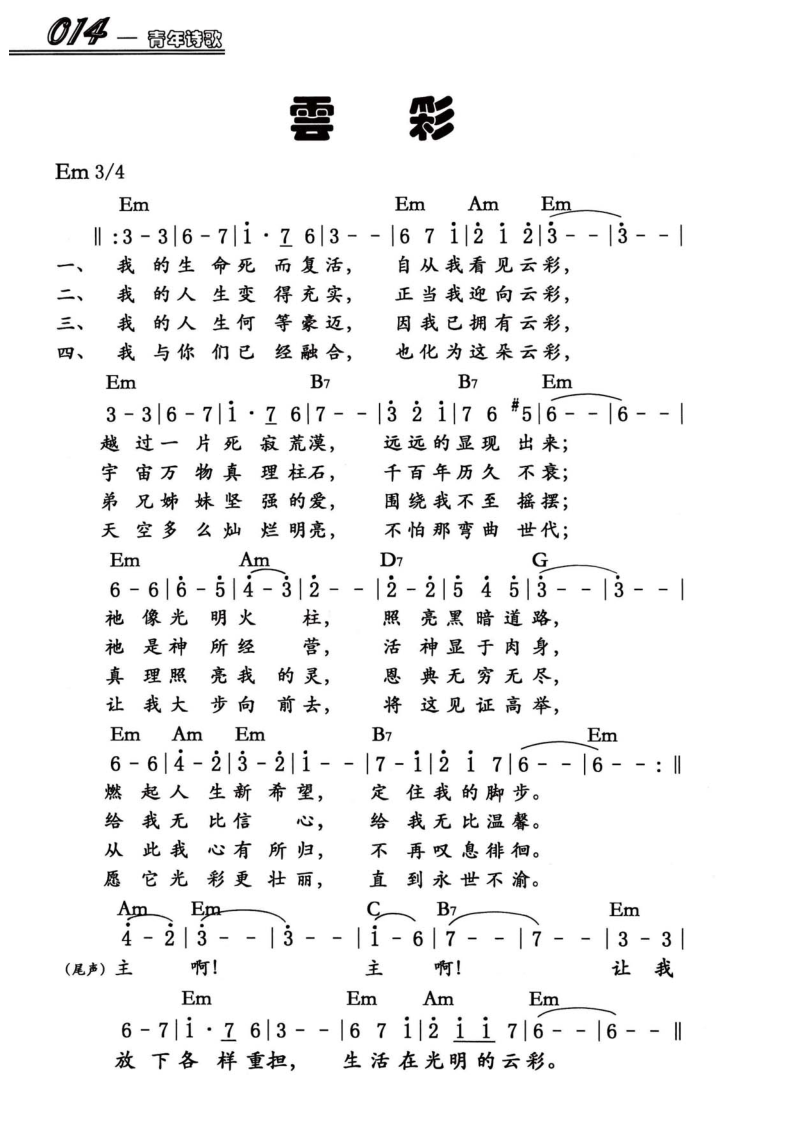 014 — 青年诗歌
雲 彩
Em 3/4
Em Em Am Em
‖:3-3|6-7|i·7 6|3--|6 7 i|2̇ i 2̇|3̇--|3̇--|
一、 我 的 生 命 死 而 复 活, 自 从 我 看 见 云 彩,
二、 我 的 人 生 变 得 充 实, 正 当 我 迎 向 云 彩,
三、 我 的 人 生 何 等 豪 迈, 因 我 已 拥 有 云 彩,
四、 我 与 你 们 已 经 融 合, 也 化 为 这 朵 云 彩,
Em B7 B7 Em
3-3|6-7|i·7 6|7--|3̇ 2̇ i|7 6 #5|6--|6--|
越 过 一 片 死 寂 荒 漠, 远 远 的 显 现 出 来;
宇 宙 万 物 真 理 柱 石, 千 百 年 历 久 不 衰;
弟 兄 姊 妹 坚 强 的 爱, 围 绕 我 不 至 摇 摆;
天 空 多 么 灿 烂 明 亮, 不 怕 那 弯 曲 世 代;
Em Am D7 G
6-6|6̇-5̇|4̇-3̇|2̇--|2̇-2̇|5̇ 4̇ 5̇|3̇--|3̇--|
祂 像 光 明 火 柱, 照 亮 黑 暗 道 路,
祂 是 神 所 经 营, 活 神 显 于 肉 身,
真 理 照 亮 我 的 灵, 恩 典 无 穷 无 尽,
让 我 大 步 向 前 去, 将 这 见 证 高 举,
Em Am Em B7 Em
6-6|4̇-2̇|3̇-2̇|i--|7-i|2̇ i 7|6--|6--:‖
燃 起 人 生 新 希 望, 定 住 我 的 脚 步。
给 我 无 比 信 心, 给 我 无 比 温 馨。
从 此 我 心 有 所 归, 不 再 叹 息 徘 徊。
愿 它 光 彩 更 壮 丽, 直 到 永 世 不 渝。
Am Em C B7 Em
4̇-2̇|3̇--|3̇--|i-6|7--|7--|3-3|
(尾声) 主 啊! 主 啊! 让 我
Em Em Am Em
6-7|i·7 6|3--|6 7 i|2̇ i i|7 6 7|6--|6--‖
放 下 各 样 重 担, 生 活 在 光 明 的 云 彩。